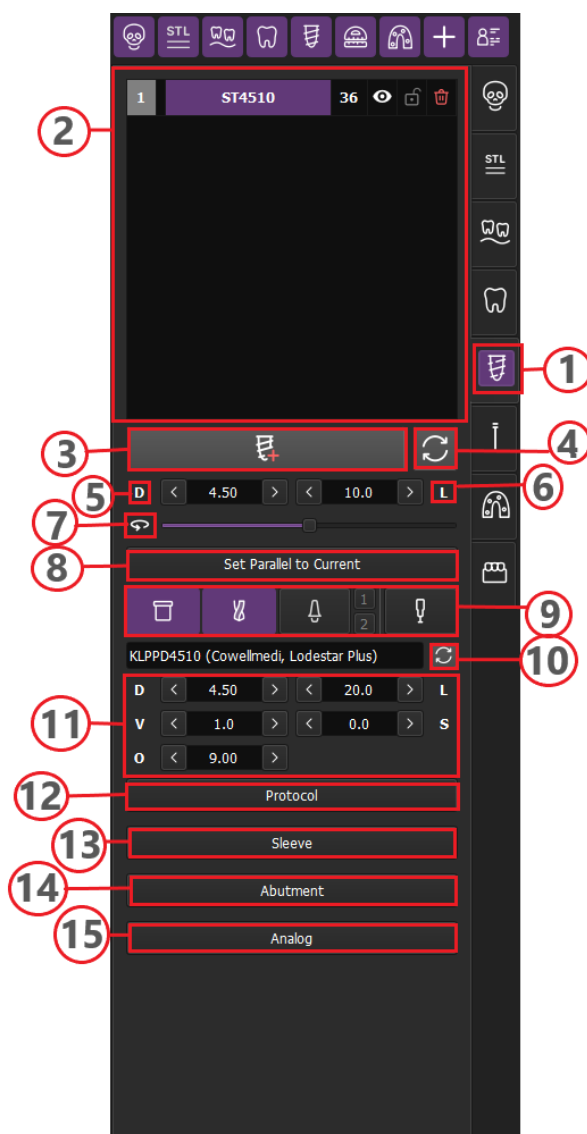 STL
1 ST4510 36
2
STL
1
3
4
5 D < 4.50 > < 10.0 > L 6
7
Set Parallel to Current
8
1
2
9
KLPPD4510 (Cowellmedi, Lodestar Plus)
10
D < 4.50 > < 20.0 > L
11 V < 1.0 > < 0.0 > S
O < 9.00 >
12 Protocol
13 Sleeve
14 Abutment
15 Analog